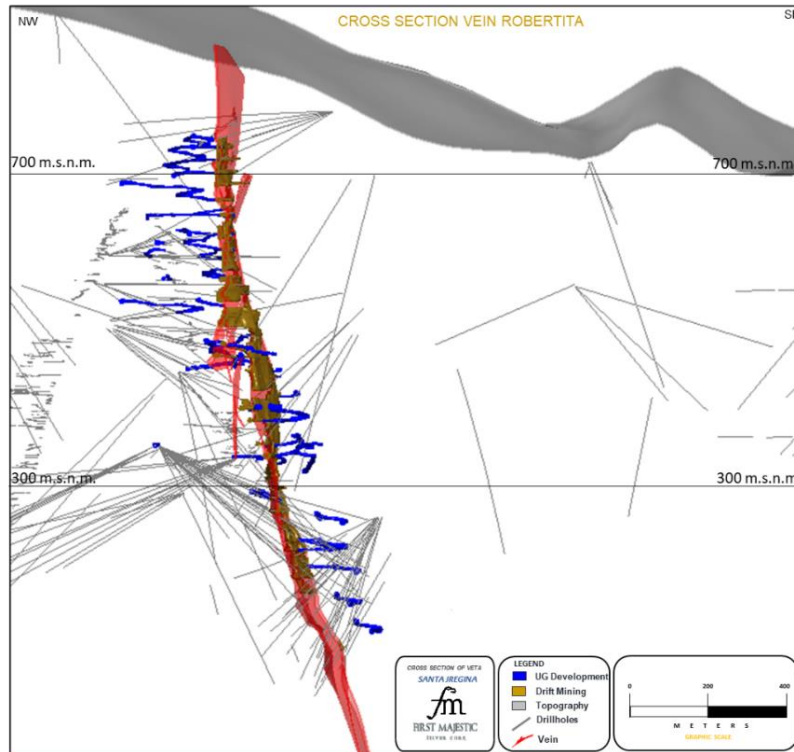 NW
CROSS SECTION VEIN ROBERTITA
SE
700 m.s.n.m.
700 m.s.n.m.
300 m.s.n.m.
300 m.s.n.m.
CROSS SECTION OF VETA
SANTA REGINA
fm
FIRST MAJESTIC
SILVER CORP.
LEGEND
UG Development
Drift Mining
Topography
Drillholes
Vein
0 200 400
M E T E R S
GRAPHIC SCALE